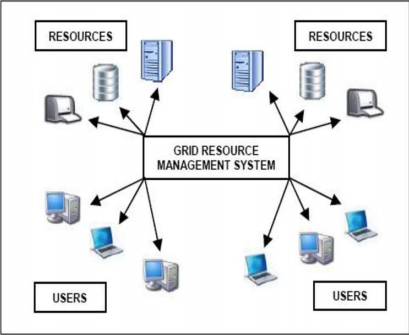 RESOURCES
RESOURCES
GRID RESOURCE
MANAGEMENT SYSTEM
USERS
USERS